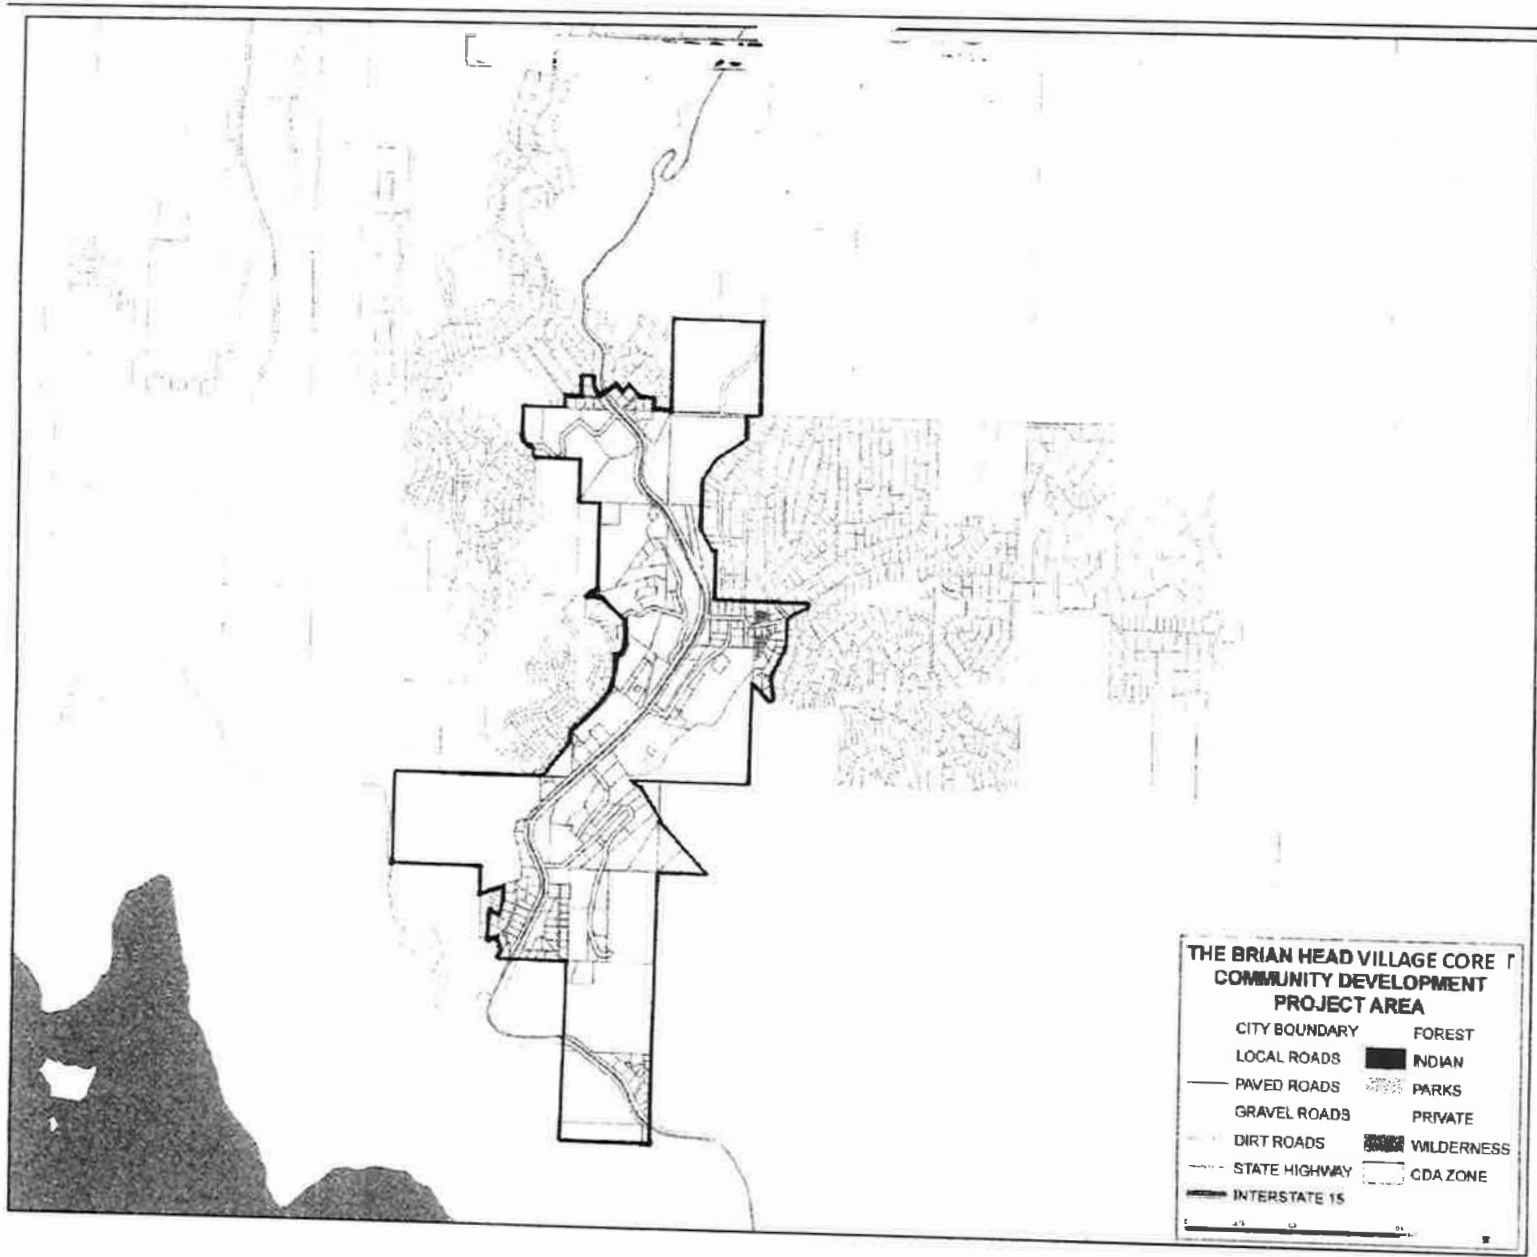 THE BRIAN HEAD VILLAGE CORE
COMMUNITY DEVELOPMENT
PROJECT AREA
CITY BOUNDARY
LOCAL ROADS
PAVED ROADS
GRAVEL ROADS
DIRT ROADS
STATE HIGHWAY
INTERSTATE 15
FOREST
INDIAN
PARKS
PRIVATE
WILDERNESS
CDA ZONE